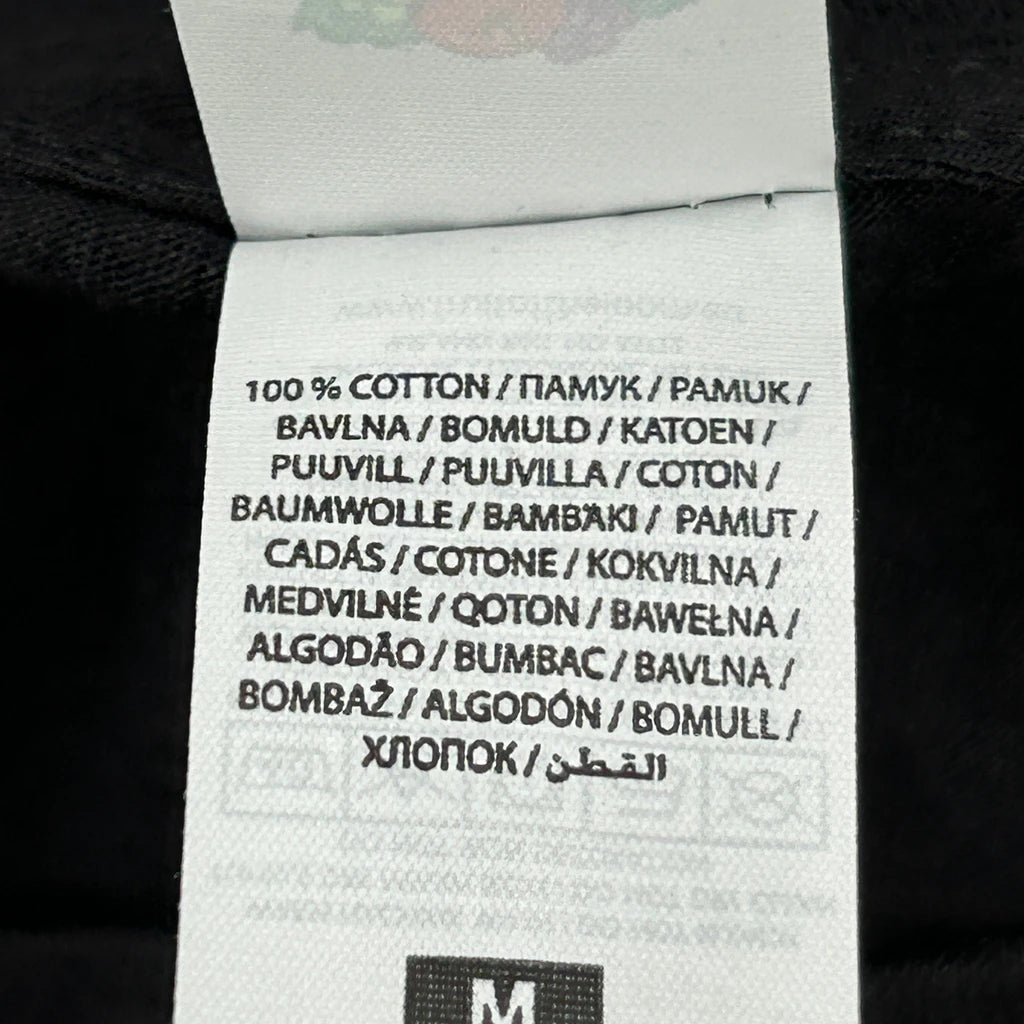 100 % COTTON / ПАМУК / PAMUK /
BAVLNA / BOMULD / KATOEN /
PUUVILL / PUUVILLA / COTON /
BAUMWOLLE / BAMBÄKI / PAMUT /
CADÁS / COTONE / KOKVILNA /
MEDVILNĖ / QOTON / BAWEŁNA /
ALGODÃO / BUMBAC / BAVLNA /
BOMBAŽ / ALGODÓN / BOMULL /
ХЛОПОК / القطن
M